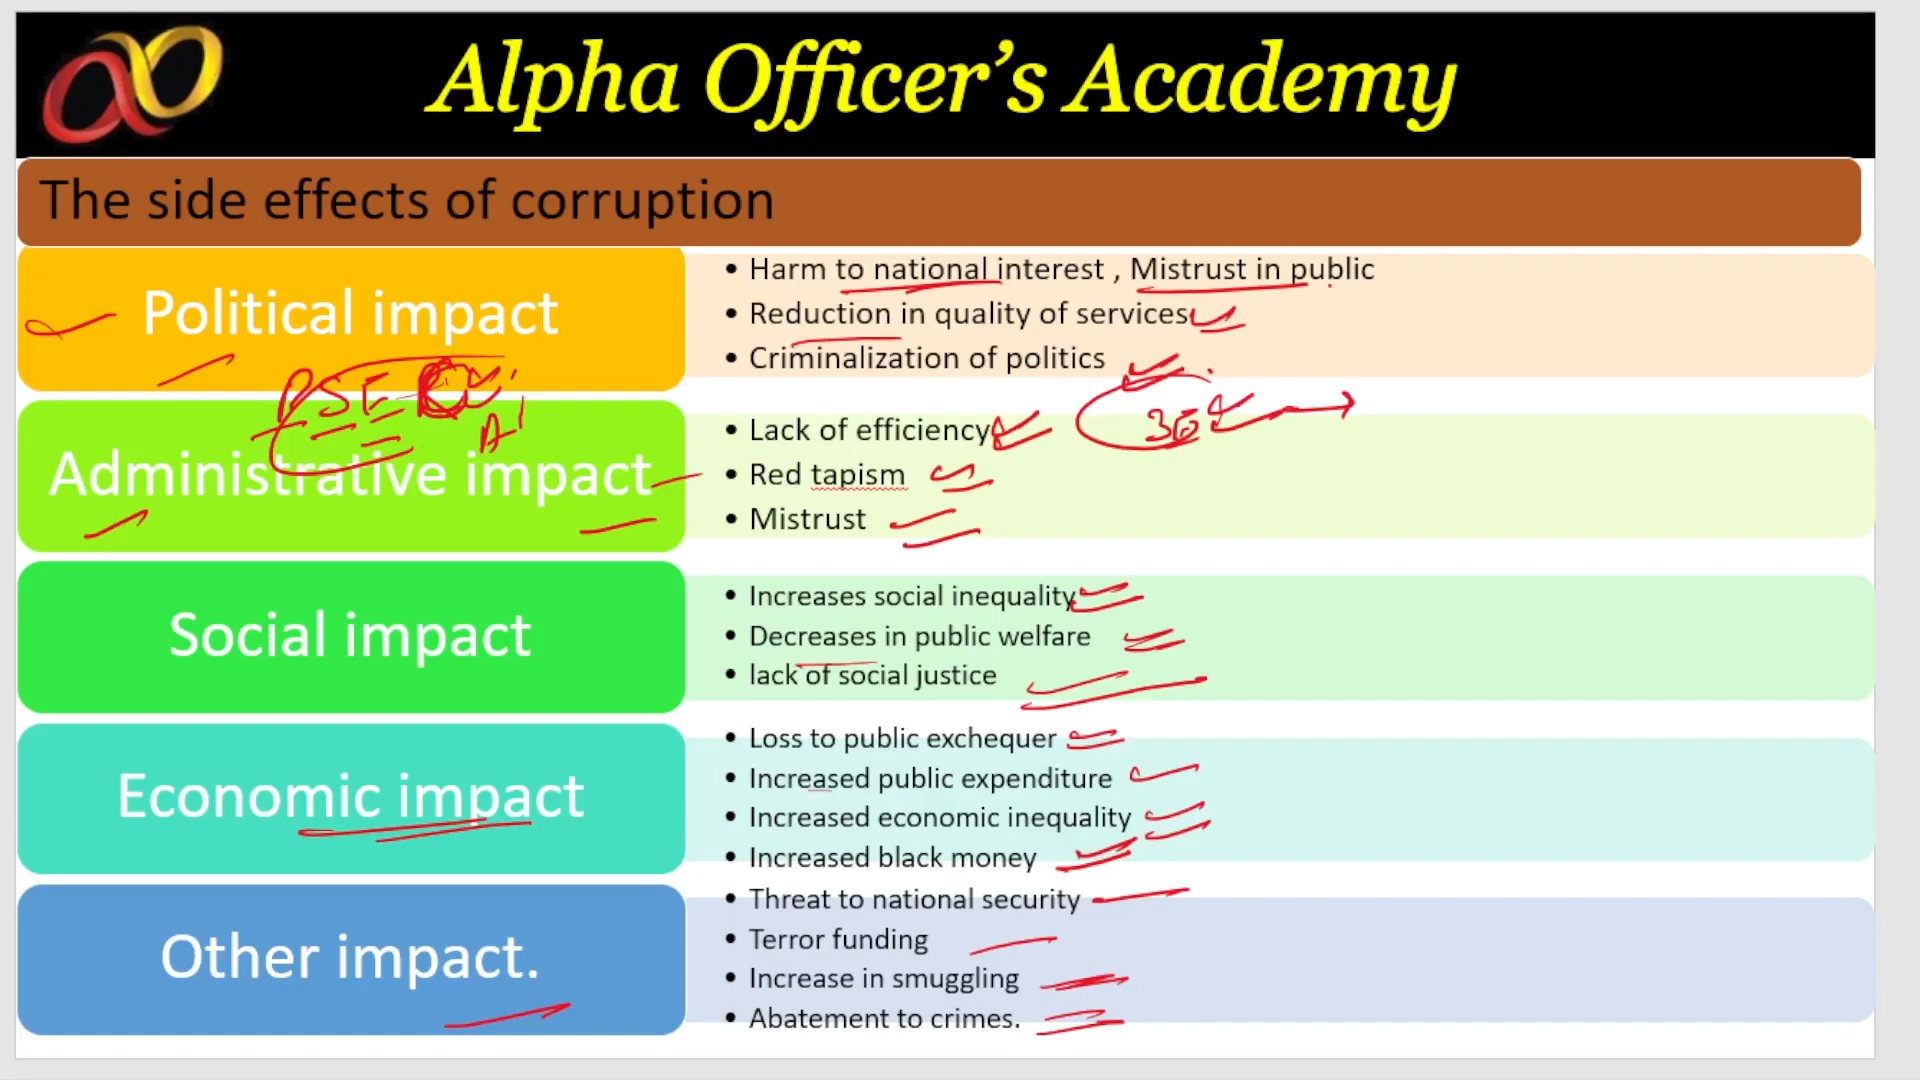 Alpha Officer’s Academy
The side effects of corruption
Political impact
• Harm to national interest , Mistrust in public
• Reduction in quality of services
• Criminalization of politics
Administrative impact
• Lack of efficiency
• Red tapism
• Mistrust
Social impact
• Increases social inequality
• Decreases in public welfare
• lack of social justice
Economic impact
• Loss to public exchequer
• Increased public expenditure
• Increased economic inequality
• Increased black money
Other impact.
• Threat to national security
• Terror funding
• Increase in smuggling
• Abatement to crimes.